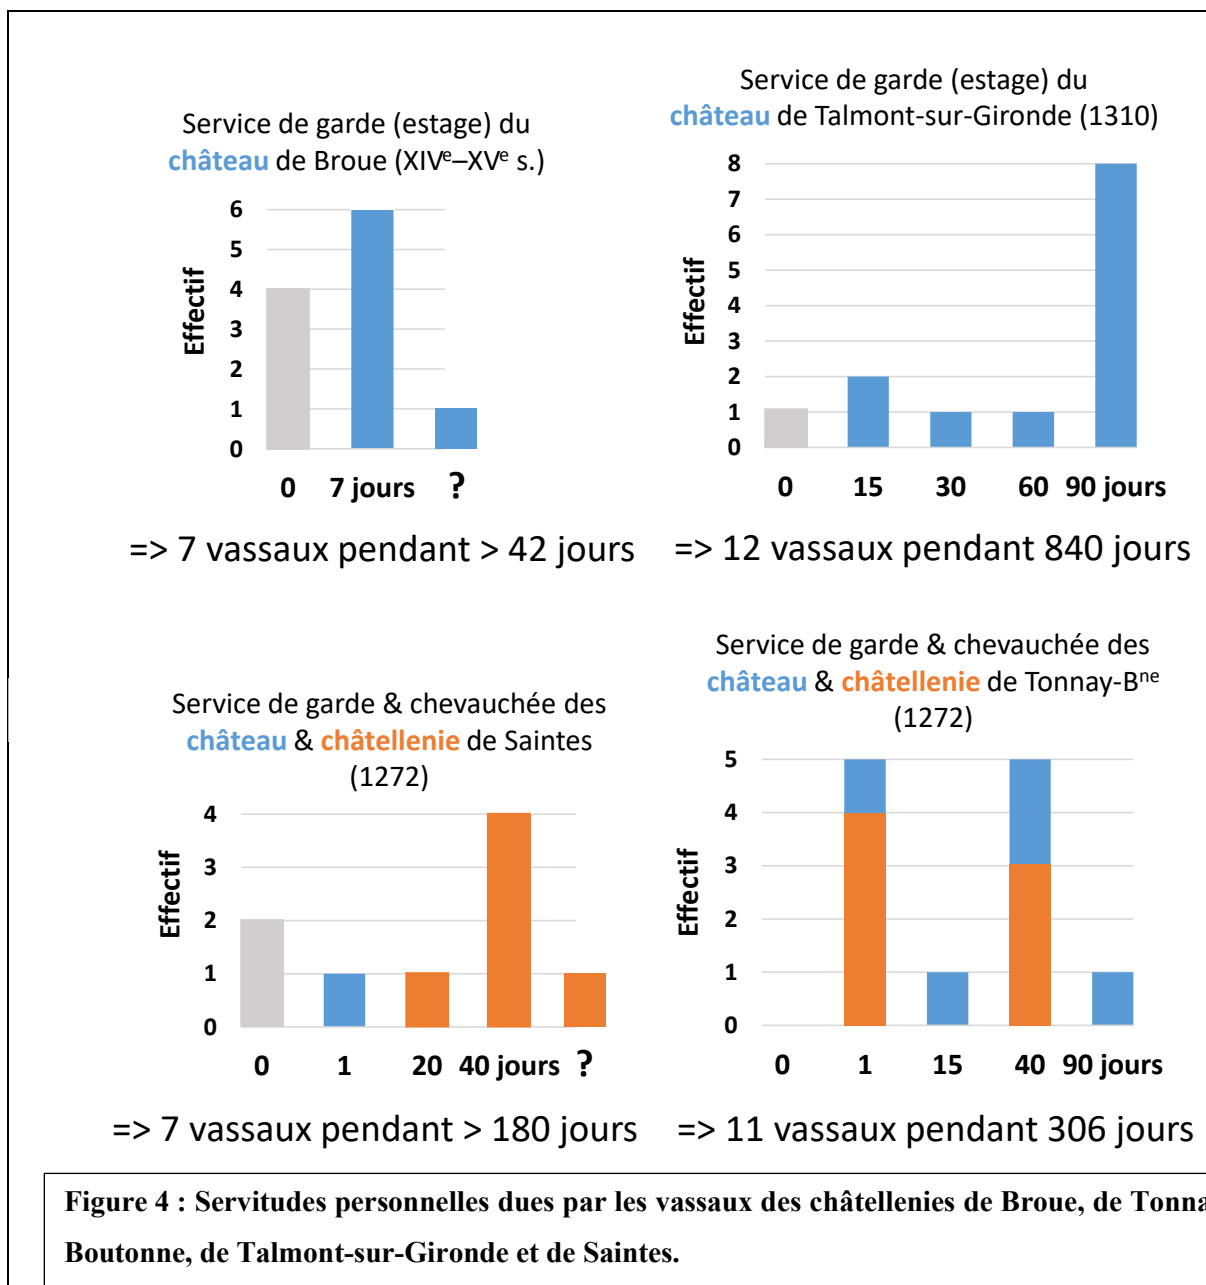 Service de garde (estage) du
château de Broue (XIVe–XVe s.)
Effectif
6
5
4
3
2
1
0
0 7 jours ?
=> 7 vassaux pendant > 42 jours
Service de garde (estage) du
château de Talmont-sur-Gironde (1310)
Effectif
8
7
6
5
4
3
2
1
0
0 15 30 60 90 jours
=> 12 vassaux pendant 840 jours
Service de garde & chevauchée des
château & châtellenie de Saintes
(1272)
Effectif
4
3
2
1
0
0 1 20 40 jours ?
=> 7 vassaux pendant > 180 jours
Service de garde & chevauchée des
château & châtellenie de Tonnay-Bne
(1272)
Effectif
5
4
3
2
1
0
0 1 15 40 90 jours
=> 11 vassaux pendant 306 jours
Figure 4 : Servitudes personnelles dues par les vassaux des châtellenies de Broue, de Tonna
Boutonne, de Talmont-sur-Gironde et de Saintes.